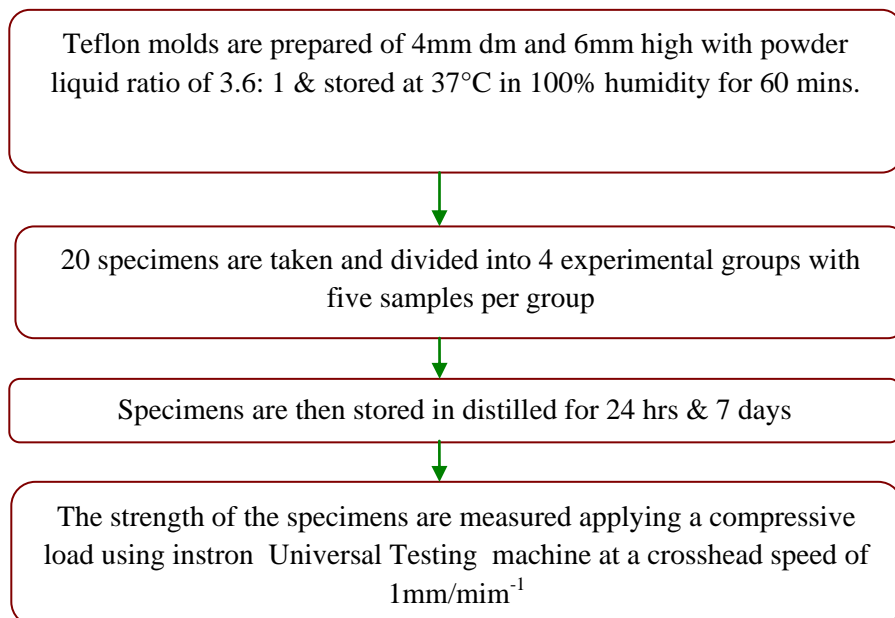 Teflon molds are prepared of 4mm dm and 6mm high with powder
liquid ratio of 3.6: 1 & stored at 37°C in 100% humidity for 60 mins.
20 specimens are taken and divided into 4 experimental groups with
five samples per group
Specimens are then stored in distilled for 24 hrs & 7 days
The strength of the specimens are measured applying a compressive
load using instron Universal Testing machine at a crosshead speed of
1mm/mim⁻¹